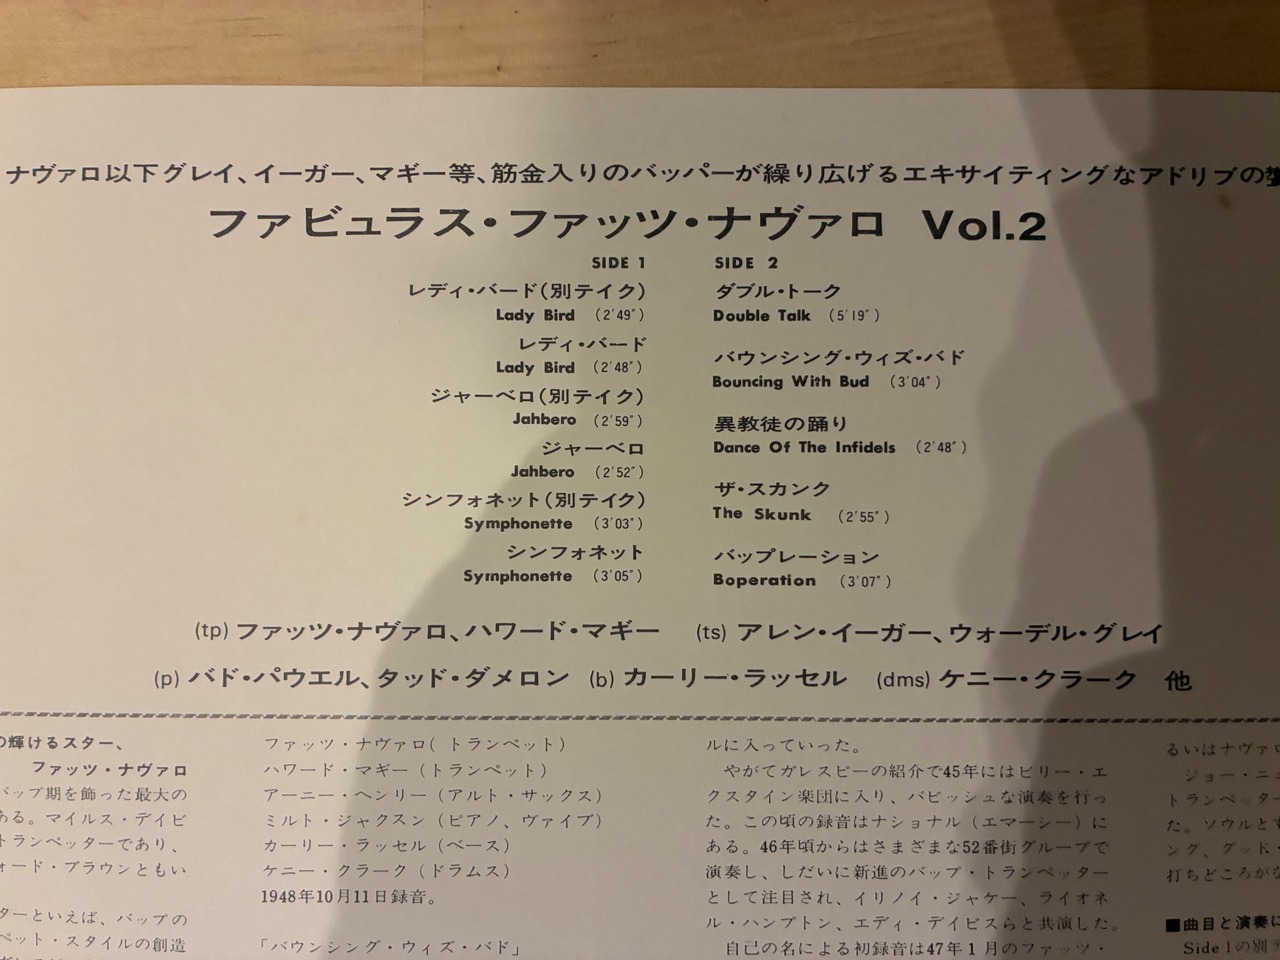 ナヴァロ以下グレイ、イーガー、マギー等、筋金入りのバッパーが繰り広げるエキサイティングなアドリブの
ファビュラス・ファッツ・ナヴァロ Vol.2
SIDE 1
レディ・バード(別テイク)
Lady Bird (2'49")
レディ・バード
Lady Bird (2'48")
ジャーベロ(別テイク)
Jahbero (2'59")
ジャーベロ
Jahbero (2'52")
シンフォネット(別テイク)
Symphonette (3'03")
シンフォネット
Symphonette (3'05")
SIDE 2
ダブル・トーク
Double Talk (5'19")
バウンシング・ウィズ・バド
Bouncing With Bud (3'04")
異教徒の踊り
Dance Of The Infidels (2'48")
ザ・スカンク
The Skunk (2'55")
バップレーション
Boperation (3'07")
(tp) ファッツ・ナヴァロ、ハワード・マギー (ts) アレン・イーガー、ウォーデル・グレイ
(p) バド・パウエル、タッド・ダメロン (b) カーリー・ラッセル (dms) ケニー・クラーク 他
の輝けるスター、
ファッツ・ナヴァロ
バップ期を飾った最大の
ある。マイルス・デイビ
トランペッターであり、
ォード・ブラウンともい
ターといえば、バップの
ペット・スタイルの創造
ファッツ・ナヴァロ(トランペット)
ハワード・マギー(トランペット)
アーニー・ヘンリー(アルト・サックス)
ミルト・ジャクスン(ピアノ、ヴァイブ)
カーリー・ラッセル(ベース)
ケニー・クラーク(ドラムス)
1948年10月11日録音。
「バウンシング・ウィズ・バド」
ルに入っていった。
やがてガレスピーの紹介で45年にはビリー・エ
クスタイン楽団に入り、バビッシュな演奏を行っ
た。この頃の録音はナショナル(エマーシー)に
ある。46年頃からはさまざまな52番街グループで
演奏し、しだいに新進のバップ・トランペッター
として注目され、イリノイ・ジャケー、ライオネ
ル・ハンプトン、エディ・デイビスらと共演した。
自己の名による初録音は47年1月のファッツ・
るいはナヴァロ
ジョー・ニ
トランペッター
た。ソウルと
ング、グッド・
打ちどころがな
■曲目と演奏に
Side 1の別テ